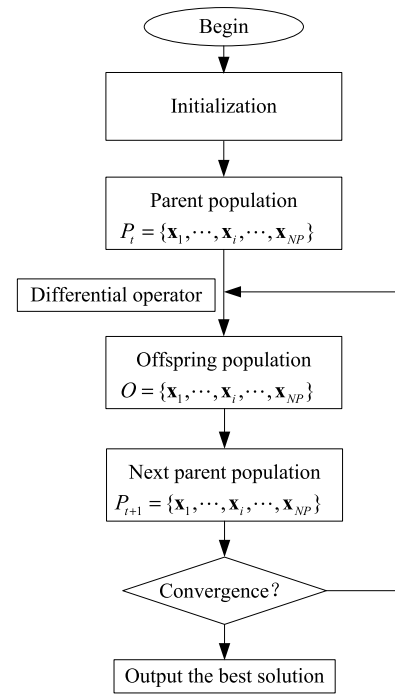 Begin
Initialization
Parent population
P_t = {x_1, ⋯, x_i, ⋯, x_NP}
Differential operator
Offspring population
O = {x_1, ⋯, x_i, ⋯, x_NP}
Next parent population
P_{t+1} = {x_1, ⋯, x_i, ⋯, x_NP}
Convergence?
Output the best solution